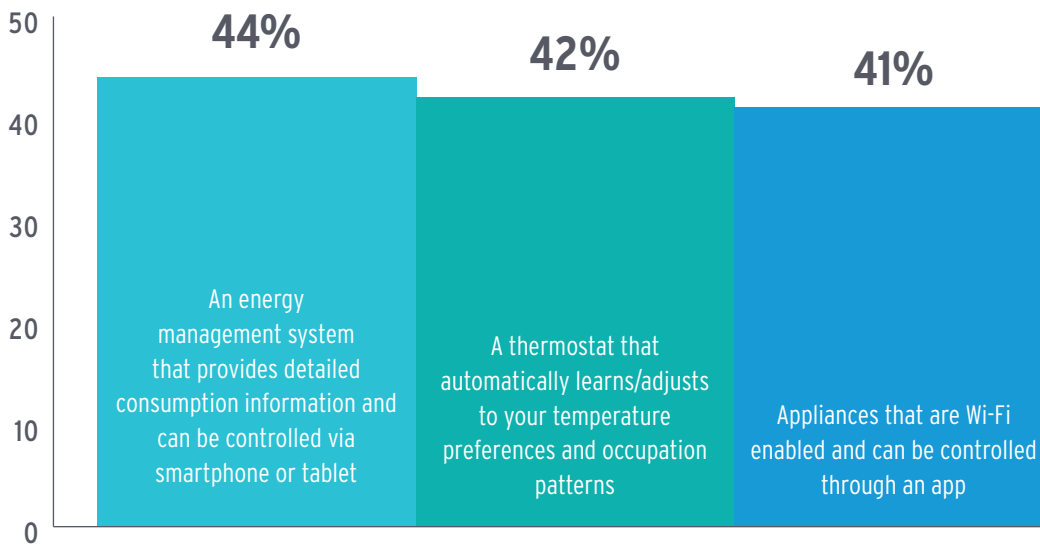 50
40
30
20
10
0
44%
An energy
management system
that provides detailed
consumption information and
can be controlled via
smartphone or tablet
42%
A thermostat that
automatically learns/adjusts
to your temperature
preferences and occupation
patterns
41%
Appliances that are Wi-Fi
enabled and can be controlled
through an app